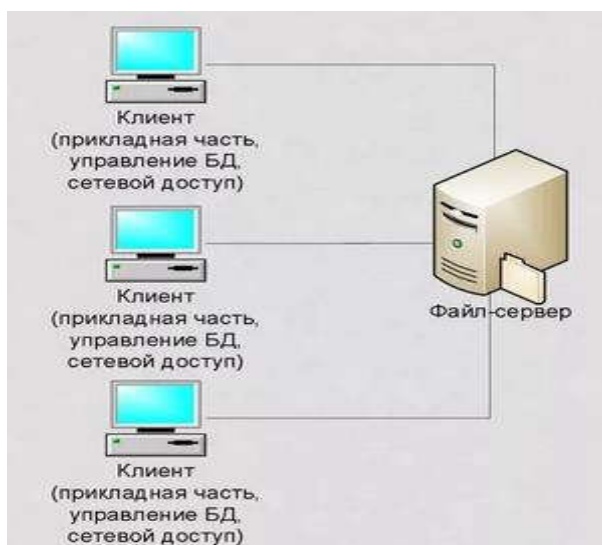 Клиент
(прикладная часть,
управление БД,
сетевой доступ)
Клиент
(прикладная часть,
управление БД,
сетевой доступ)
Файл-сервер
Клиент
(прикладная часть,
управление БД,
сетевой доступ)